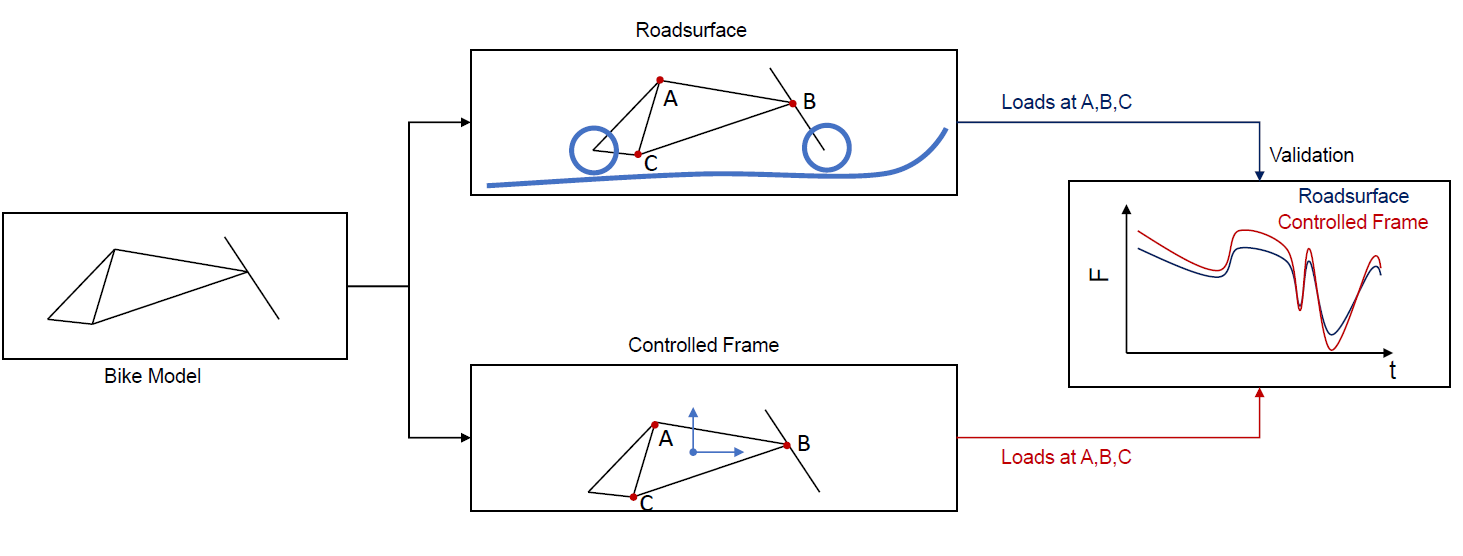 Roadsurface
A
B
C
Loads at A,B,C
Validation
Roadsurface
Controlled Frame
F
t
Bike Model
Controlled Frame
A
B
C
Loads at A,B,C